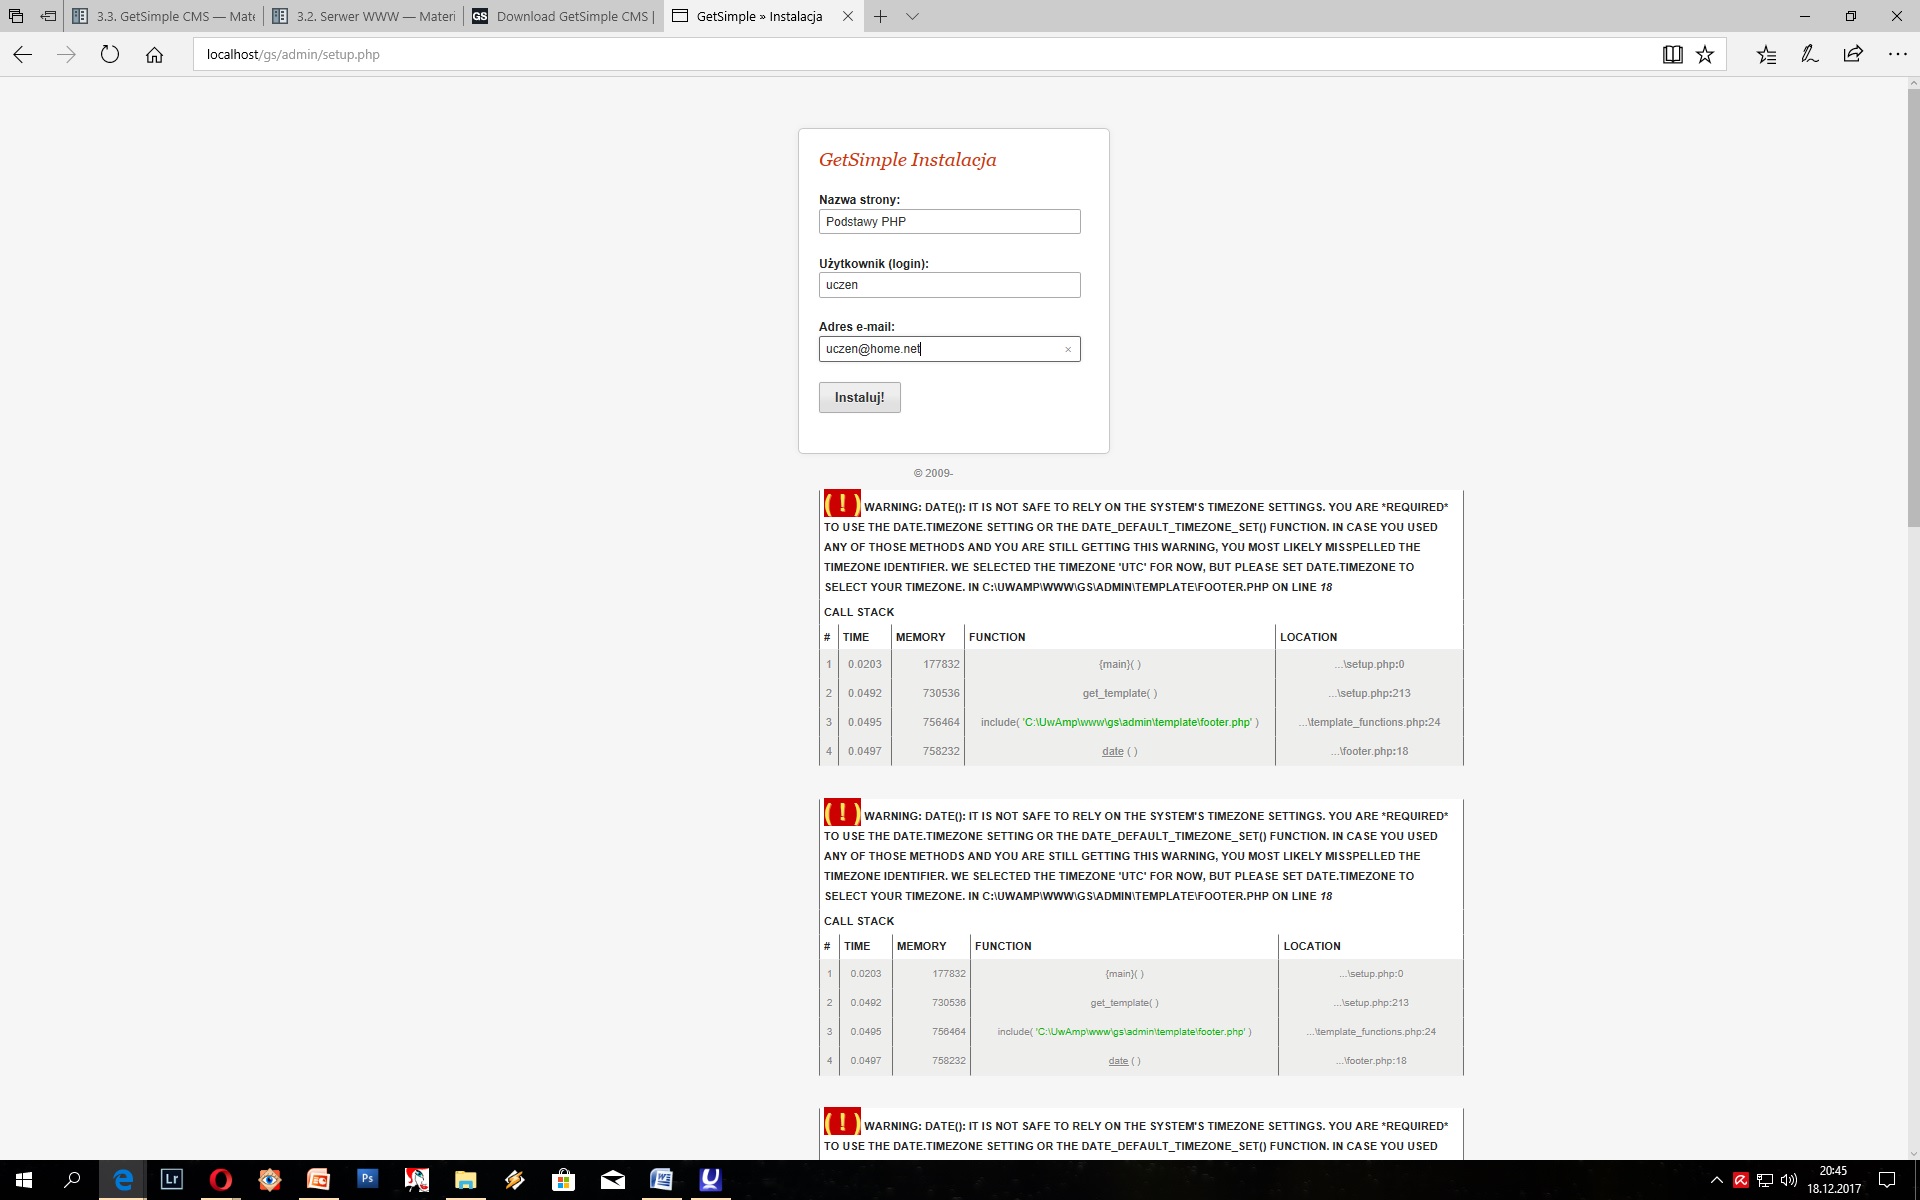 3.3. GetSimple CMS — Mate
3.2. Serwer WWW — Materi
GS Download GetSimple CMS |
GetSimple » Instalacja
localhost/gs/admin/setup.php
GetSimple Instalacja
Nazwa strony:
Podstawy PHP
Użytkownik (login):
uczen
Adres e-mail:
uczen@home.net
Instaluj!
© 2009-
( ! ) WARNING: DATE(): IT IS NOT SAFE TO RELY ON THE SYSTEM'S TIMEZONE SETTINGS. YOU ARE *REQUIRED*
TO USE THE DATE.TIMEZONE SETTING OR THE DATE_DEFAULT_TIMEZONE_SET() FUNCTION. IN CASE YOU USED
ANY OF THOSE METHODS AND YOU ARE STILL GETTING THIS WARNING, YOU MOST LIKELY MISSPELLED THE
TIMEZONE IDENTIFIER. WE SELECTED THE TIMEZONE 'UTC' FOR NOW, BUT PLEASE SET DATE.TIMEZONE TO
SELECT YOUR TIMEZONE. IN C:\UWAMP\WWW\GS\ADMIN\TEMPLATE\FOOTER.PHP ON LINE 18
CALL STACK
# TIME MEMORY FUNCTION LOCATION
1 0.0203 177832 {main}( ) ...\setup.php:0
2 0.0492 730536 get_template( ) ...\setup.php:213
3 0.0495 756464 include( 'C:\UwAmp\www\gs\admin\template\footer.php' ) ...\template_functions.php:24
4 0.0497 758232 date ( ) ...\footer.php:18
( ! ) WARNING: DATE(): IT IS NOT SAFE TO RELY ON THE SYSTEM'S TIMEZONE SETTINGS. YOU ARE *REQUIRED*
TO USE THE DATE.TIMEZONE SETTING OR THE DATE_DEFAULT_TIMEZONE_SET() FUNCTION. IN CASE YOU USED
ANY OF THOSE METHODS AND YOU ARE STILL GETTING THIS WARNING, YOU MOST LIKELY MISSPELLED THE
TIMEZONE IDENTIFIER. WE SELECTED THE TIMEZONE 'UTC' FOR NOW, BUT PLEASE SET DATE.TIMEZONE TO
SELECT YOUR TIMEZONE. IN C:\UWAMP\WWW\GS\ADMIN\TEMPLATE\FOOTER.PHP ON LINE 18
CALL STACK
# TIME MEMORY FUNCTION LOCATION
1 0.0203 177832 {main}( ) ...\setup.php:0
2 0.0492 730536 get_template( ) ...\setup.php:213
3 0.0495 756464 include( 'C:\UwAmp\www\gs\admin\template\footer.php' ) ...\template_functions.php:24
4 0.0497 758232 date ( ) ...\footer.php:18
( ! ) WARNING: DATE(): IT IS NOT SAFE TO RELY ON THE SYSTEM'S TIMEZONE SETTINGS. YOU ARE *REQUIRED*
TO USE THE DATE.TIMEZONE SETTING OR THE DATE_DEFAULT_TIMEZONE_SET() FUNCTION. IN CASE YOU USED
Lr
Ps
20:45
18.12.2017